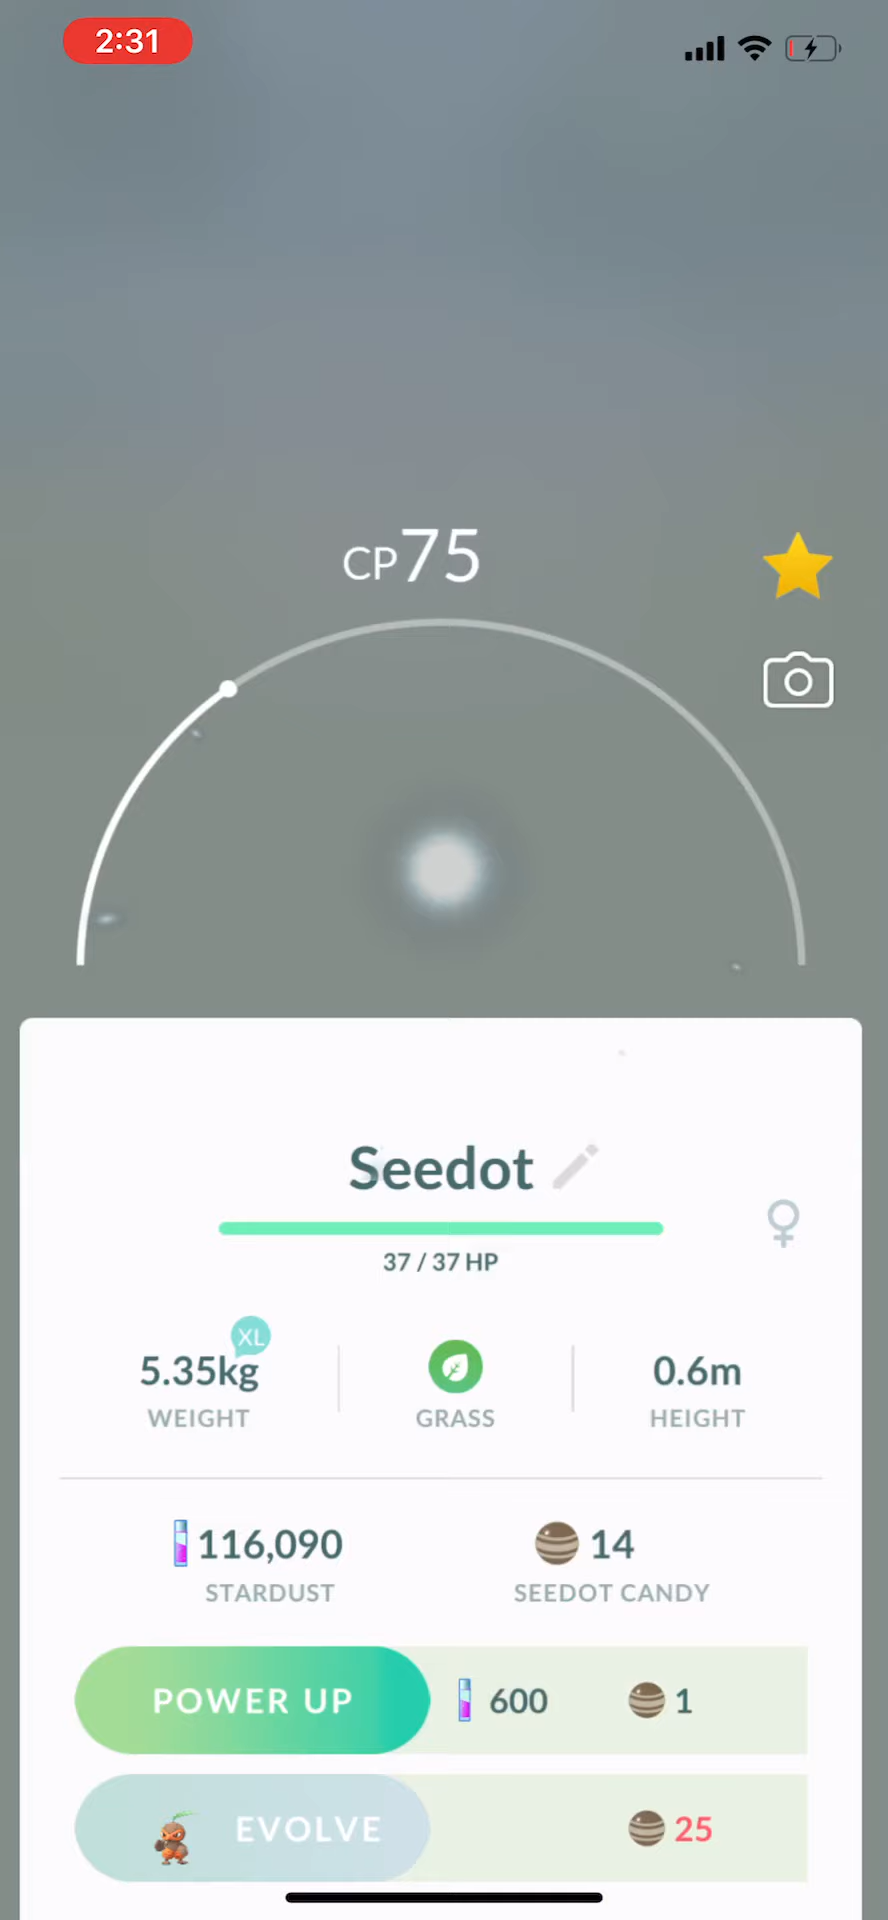 2:31
CP75
Seedot
37 / 37 HP
XL
5.35kg
WEIGHT
GRASS
0.6m
HEIGHT
116,090
STARDUST
14
SEEDOT CANDY
POWER UP 600 1
EVOLVE 25